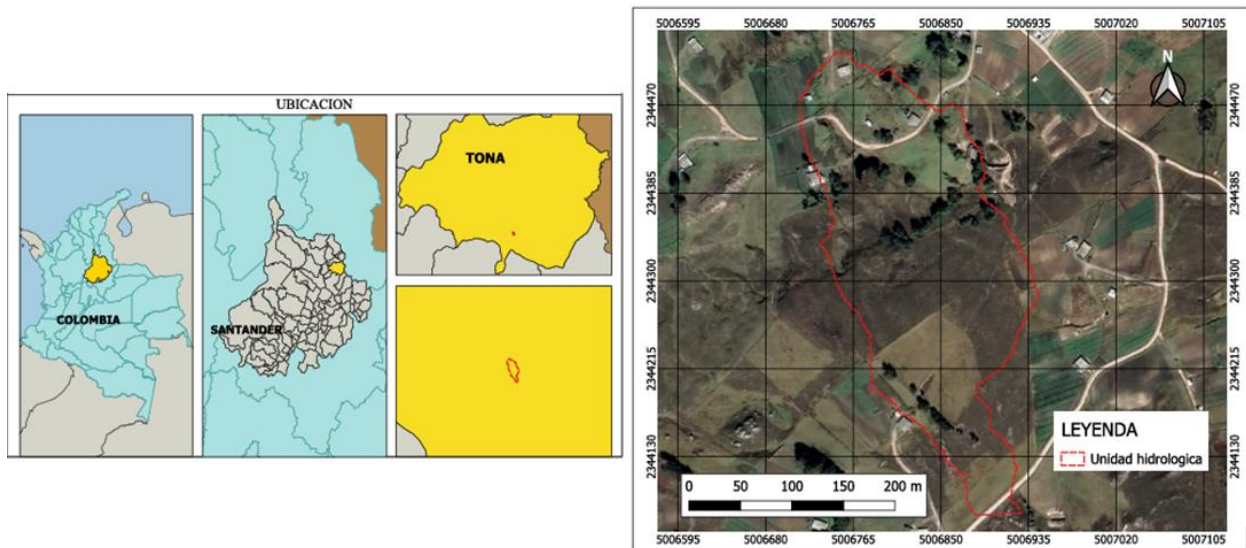 UBICACION
COLOMBIA
SANTANDER
TONA
5006595 5006680 5006765 5006850 5006935 5007020 5007105
N
2344470 2344470
2344385 2344385
2344300 2344300
2344215 2344215
2344130 2344130
LEYENDA
Unidad hidrologica
0 50 100 150 200 m
5006595 5006680 5006765 5006850 5006935 5007020 5007105